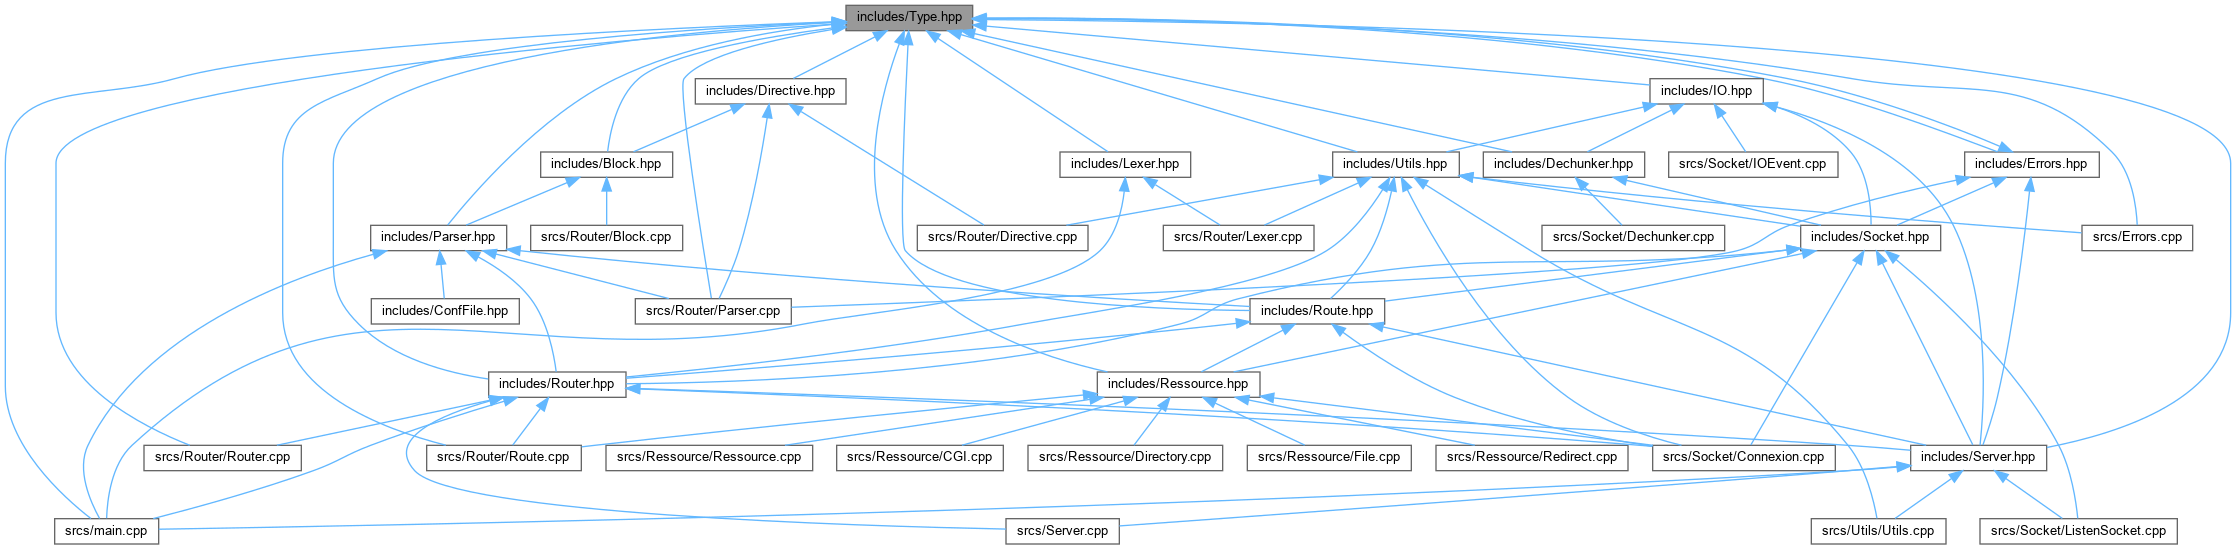 includes/Type.hpp
includes/Directive.hpp
includes/IO.hpp
includes/Block.hpp
includes/Lexer.hpp
includes/Utils.hpp
includes/Dechunker.hpp
srcs/Socket/IOEvent.cpp
includes/Errors.hpp
includes/Parser.hpp
srcs/Router/Block.cpp
srcs/Router/Directive.cpp
srcs/Router/Lexer.cpp
srcs/Socket/Dechunker.cpp
includes/Socket.hpp
srcs/Errors.cpp
includes/ConfFile.hpp
srcs/Router/Parser.cpp
includes/Route.hpp
includes/Router.hpp
includes/Ressource.hpp
srcs/Router/Router.cpp
srcs/Router/Route.cpp
srcs/Ressource/Ressource.cpp
srcs/Ressource/CGI.cpp
srcs/Ressource/Directory.cpp
srcs/Ressource/File.cpp
srcs/Ressource/Redirect.cpp
srcs/Socket/Connexion.cpp
includes/Server.hpp
srcs/main.cpp
srcs/Server.cpp
srcs/Utils/Utils.cpp
srcs/Socket/ListenSocket.cpp